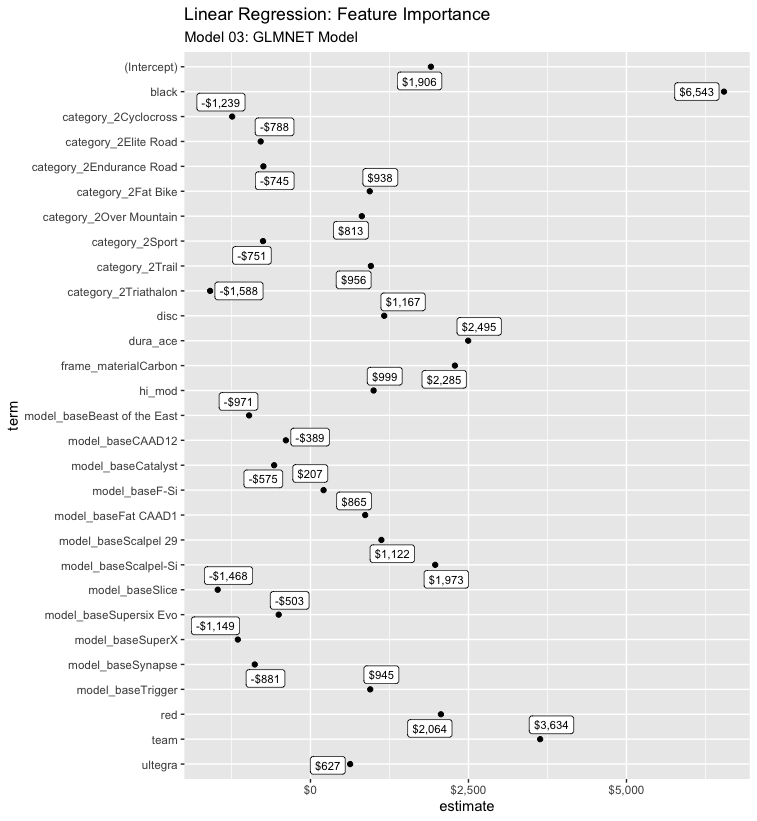 Linear Regression: Feature Importance
Model 03: GLMNET Model
(Intercept)
$1,906
black
$6,543
-$1,239
category_2Cyclocross
-$788
category_2Elite Road
category_2Endurance Road
-$745
$938
category_2Fat Bike
category_2Over Mountain
$813
category_2Sport
-$751
category_2Trail
$956
category_2Triathalon
-$1,588
$1,167
disc
$2,495
dura_ace
frame_materialCarbon
$999
$2,285
hi_mod
-$971
model_baseBeast of the East
model_baseCAAD12
-$389
model_baseCatalyst
-$575
$207
model_baseF-Si
$865
model_baseFat CAAD1
model_baseScalpel 29
$1,122
model_baseScalpel-Si
-$1,468
$1,973
model_baseSlice
-$503
model_baseSupersix Evo
-$1,149
model_baseSuperX
model_baseSynapse
-$881
$945
model_baseTrigger
red
$2,064
$3,634
team
ultegra
$627
$0
$2,500
$5,000
estimate
term